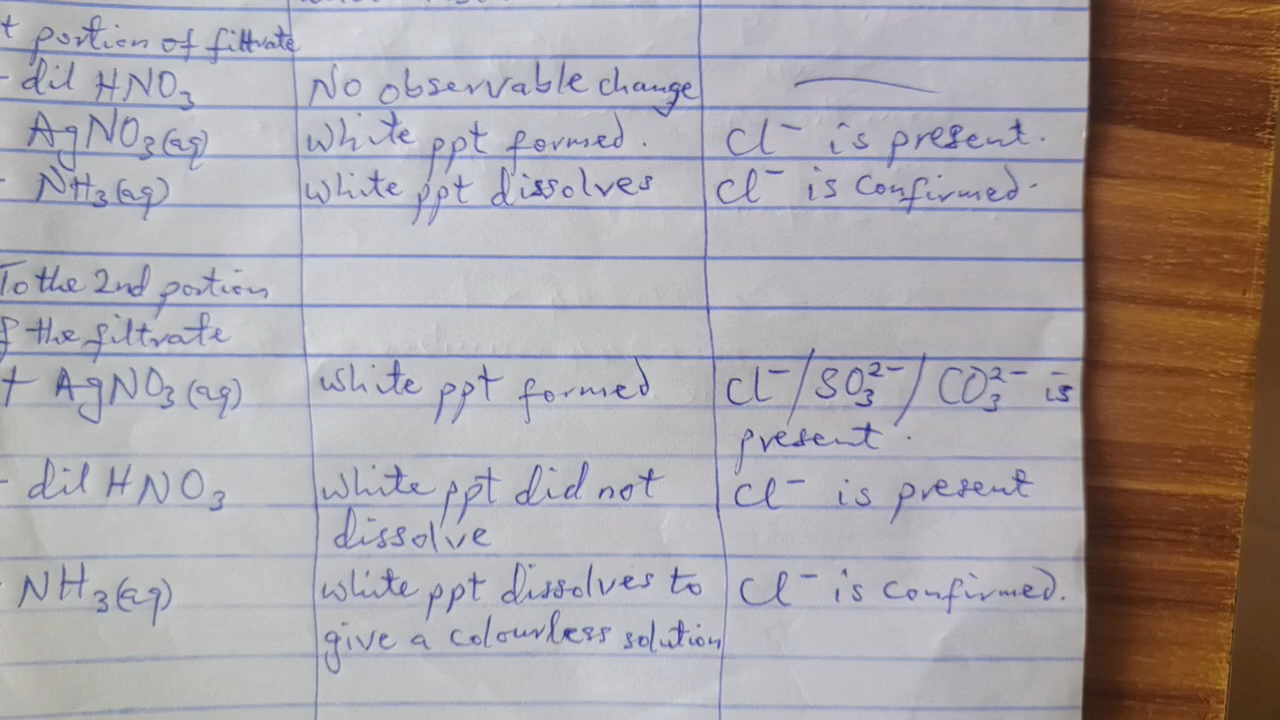 t portion of filtrate
- dil HNO3 No observable change
AgNO3(aq) White ppt formed. Cl⁻ is present.
- NH3(aq) White ppt dissolves Cl⁻ is confirmed.
To the 2nd portion
f the filtrate
+ AgNO3(aq) White ppt formed Cl⁻/SO3²⁻/CO3²⁻ is
present.
- dil HNO3 White ppt did not Cl⁻ is present
dissolve
- NH3(aq) White ppt dissolves to Cl⁻ is confirmed.
give a colourless solution